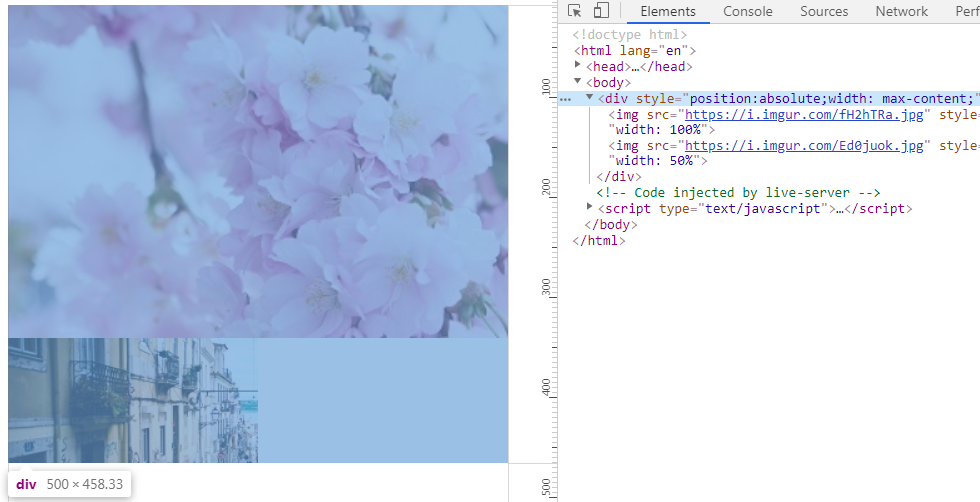 Elements Console Sources Network Perf
<!doctype html>
<html lang="en">
<head>…</head>
<body>
<div style="position:absolute;width: max-content;"
<img src="https://i.imgur.com/fH2hTRa.jpg" style=
"width: 100%">
<img src="https://i.imgur.com/Ed0juok.jpg" style=
"width: 50%">
</div>
<!-- Code injected by live-server -->
<script type="text/javascript">…</script>
</body>
</html>
100
200
300
400
500
div 500 × 458.33